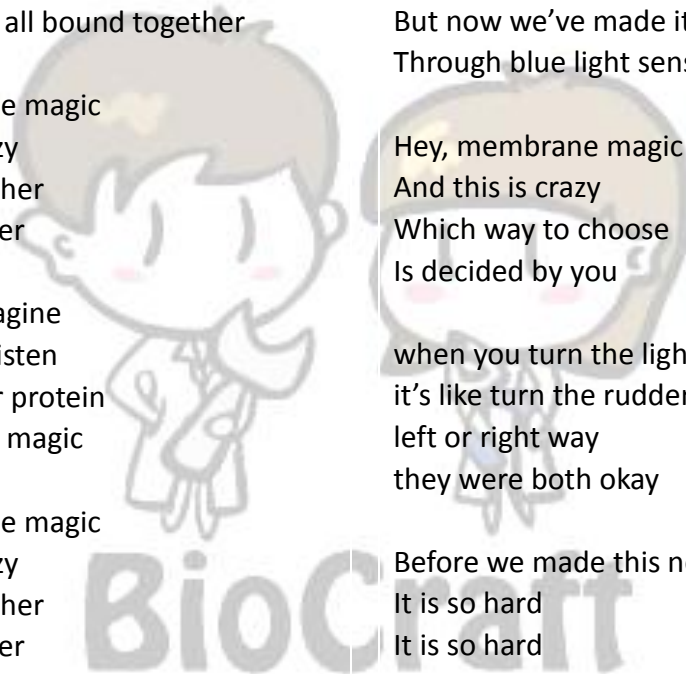 all bound together

e magic
zy
her
er

agine
isten
r protein
magic

e magic
zy
her
er

But now we've made it
Through blue light sens

Hey, membrane magic
And this is crazy
Which way to choose
Is decided by you

when you turn the ligh
it's like turn the rudder
left or right way
they were both okay

Before we made this ne
It is so hard
It is so hard

BioCraft